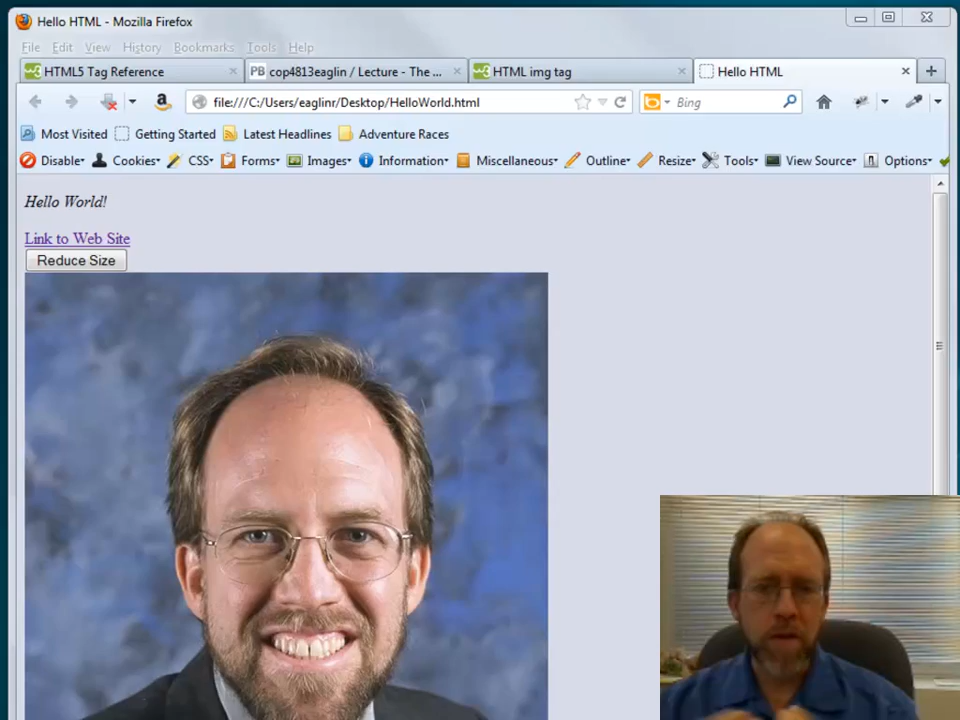 Hello HTML - Mozilla Firefox
File Edit View History Bookmarks Tools Help
HTML5 Tag Reference PB cop4813eaglin / Lecture - The ... HTML img tag Hello HTML
file:///C:/Users/eaglinr/Desktop/HelloWorld.html Bing
Most Visited Getting Started Latest Headlines Adventure Races
Disable Cookies CSS Forms Images Information Miscellaneous Outline Resize Tools View Source Options
Hello World!
Link to Web Site
Reduce Size